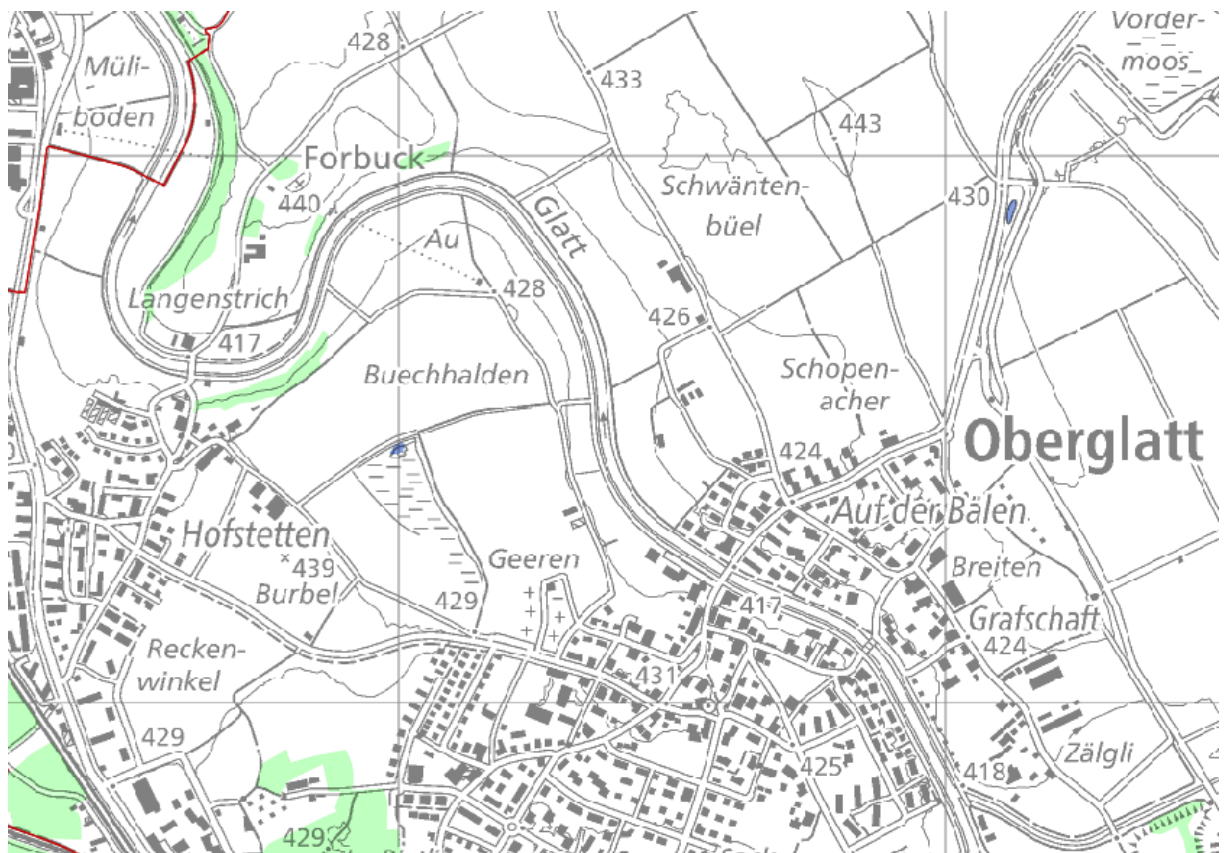 Vorder-
moos
428
Müli-
433
boden
443
Forbuck
Schwänten-
büel
430
440
Glatt
Au
428
Langenstrich
426
417
Buechhalden
Schopen-
acher
Oberglatt
424
Auf der Bälen
Hofstetten
Geeren
Breiten
439
Burbel
429
417
Grafschaft
424
Recken-
winkel
431
429
Zälgli
425
418
429